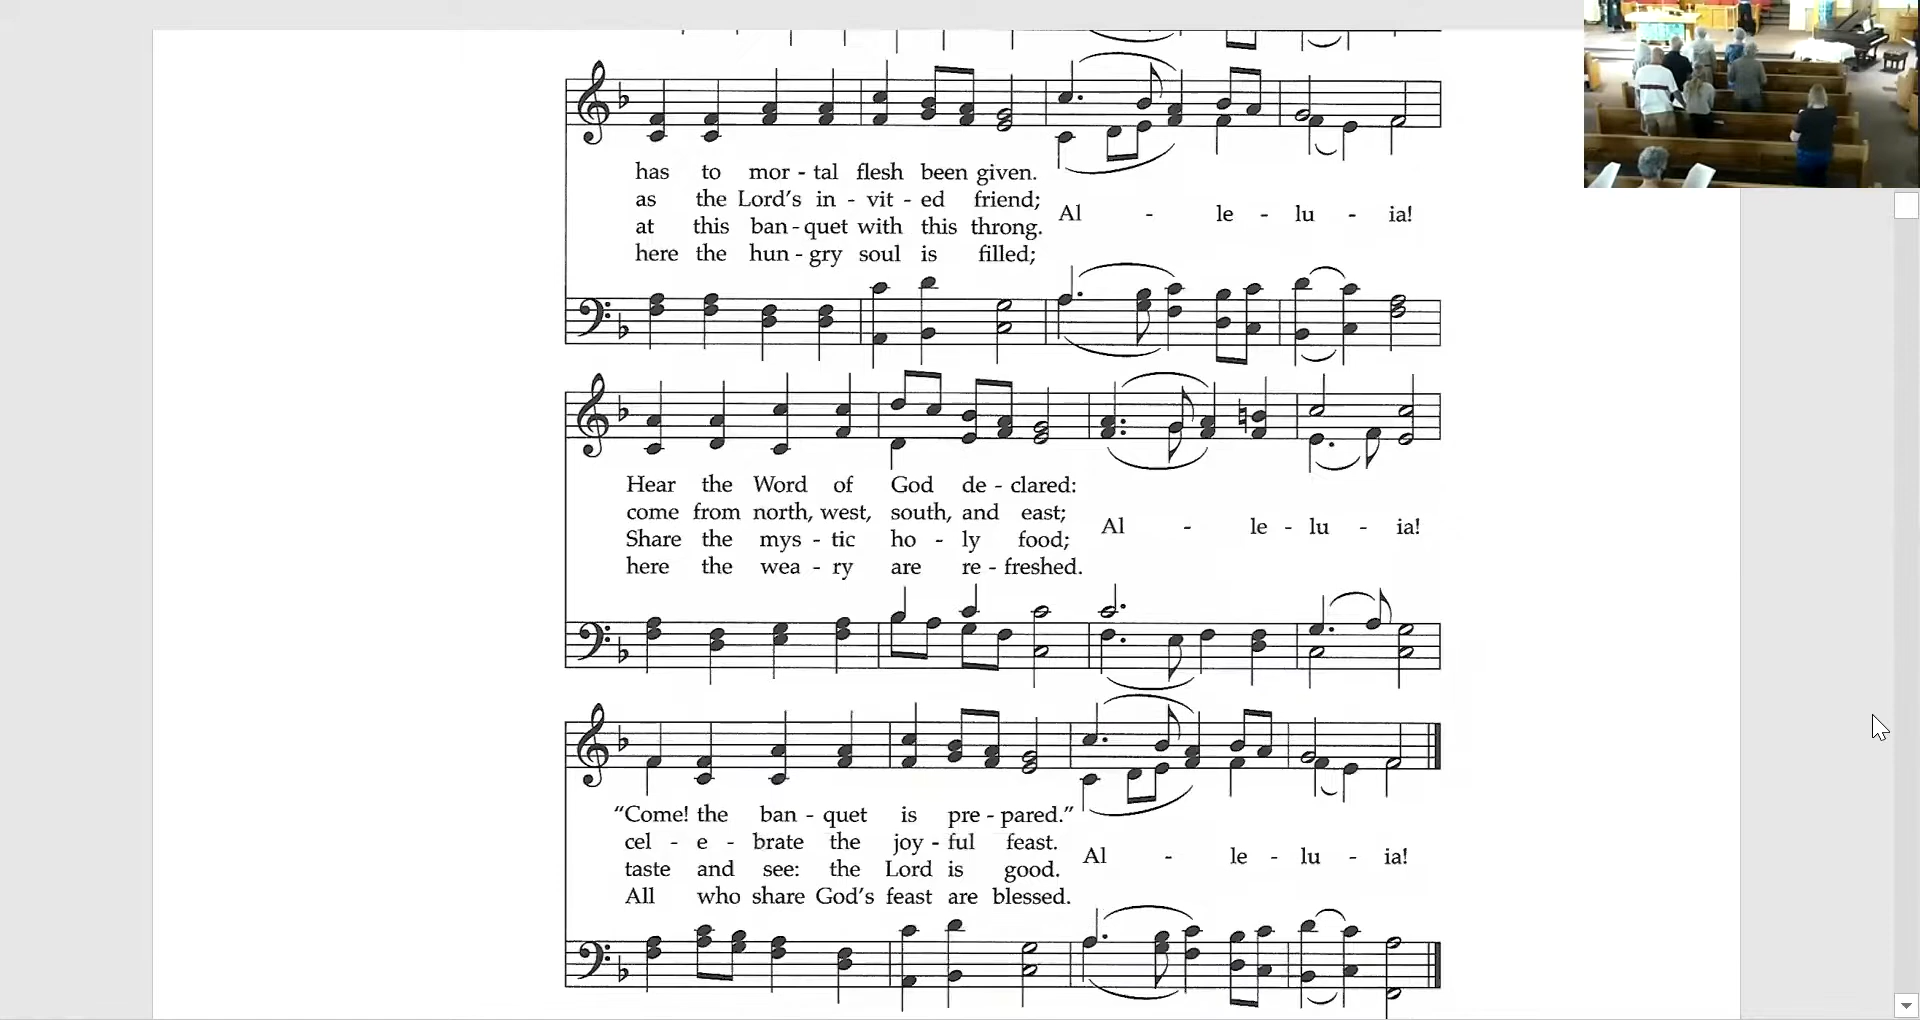 has to mor - tal flesh been given.
as the Lord's in - vit - ed friend;
at this ban - quet with this throng.
here the hun - gry soul is filled;
Al - le - lu - ia!
Hear the Word of God de - clared:
come from north, west, south, and east;
Share the mys - tic ho - ly food;
here the wea - ry are re - freshed.
Al - le - lu - ia!
“Come! the ban - quet is pre - pared.”
cel - e - brate the joy - ful feast.
taste and see: the Lord is good.
All who share God's feast are blessed.
Al - le - lu - ia!